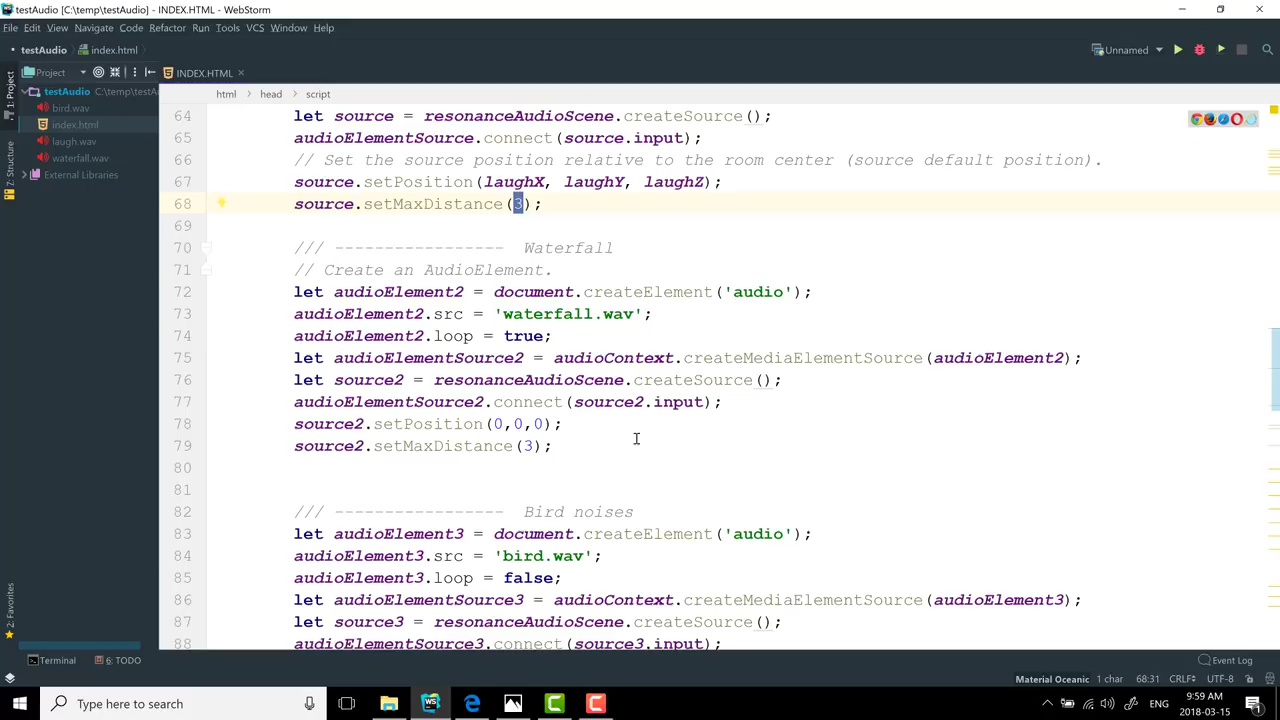 testAudio [C:\temp\testAudio] - INDEX.HTML - WebStorm
File Edit View Navigate Code Refactor Run Tools VCS Window Help
testAudio index.html Unnamed
1: Project Project INDEX.HTML
testAudio C:\temp\testA html head script
bird.wav
index.html
laugh.wav
waterfall.wav
External Libraries
7: Structure
2: Favorites
64 let source = resonanceAudioScene.createSource();
65 audioElementSource.connect(source.input);
66 // Set the source position relative to the room center (source default position).
67 source.setPosition(laughX, laughY, laughZ);
68 source.setMaxDistance(3);
69
70 /// ----------------- Waterfall
71 // Create an AudioElement.
72 let audioElement2 = document.createElement('audio');
73 audioElement2.src = 'waterfall.wav';
74 audioElement2.loop = true;
75 let audioElementSource2 = audioContext.createMediaElementSource(audioElement2);
76 let source2 = resonanceAudioScene.createSource();
77 audioElementSource2.connect(source2.input);
78 source2.setPosition(0,0,0);
79 source2.setMaxDistance(3);
80
81
82 /// ----------------- Bird noises
83 let audioElement3 = document.createElement('audio');
84 audioElement3.src = 'bird.wav';
85 audioElement3.loop = false;
86 let audioElementSource3 = audioContext.createMediaElementSource(audioElement3);
87 let source3 = resonanceAudioScene.createSource();
88 audioElementSource3.connect(source3.input);
Terminal 6: TODO Event Log
Material Oceanic 1 char 68:31 CRLF UTF-8
Type here to search ENG 9:59 AM
2018-03-15